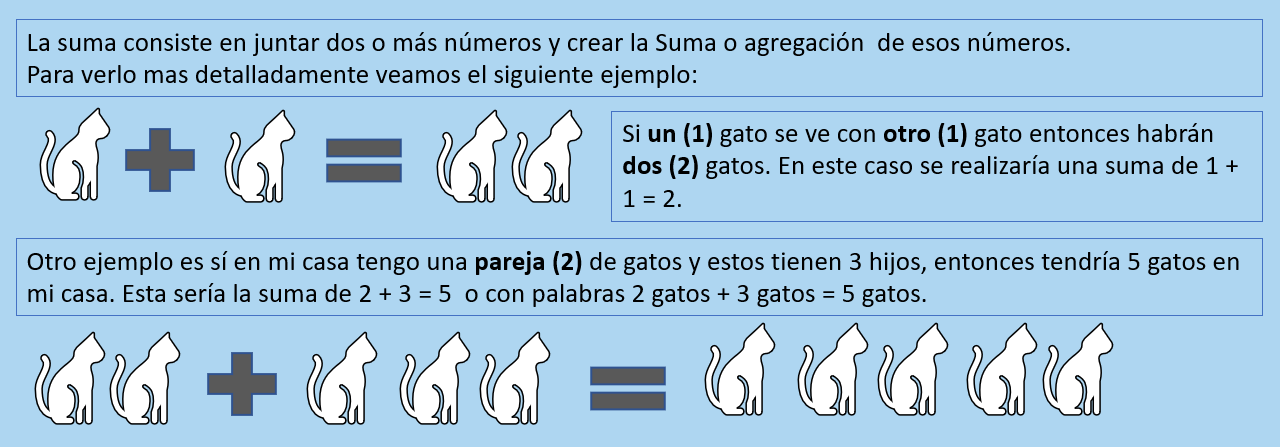 La suma consiste en juntar dos o más números y crear la Suma o agregación  de esos números.
Para verlo mas detalladamente veamos el siguiente ejemplo:
Si un (1) gato se ve con otro (1) gato entonces habrán
dos (2) gatos. En este caso se realizaría una suma de 1 +
1 = 2.
Otro ejemplo es sí en mi casa tengo una pareja (2) de gatos y estos tienen 3 hijos, entonces tendría 5 gatos en
mi casa. Esta sería la suma de 2 + 3 = 5  o con palabras 2 gatos + 3 gatos = 5 gatos.